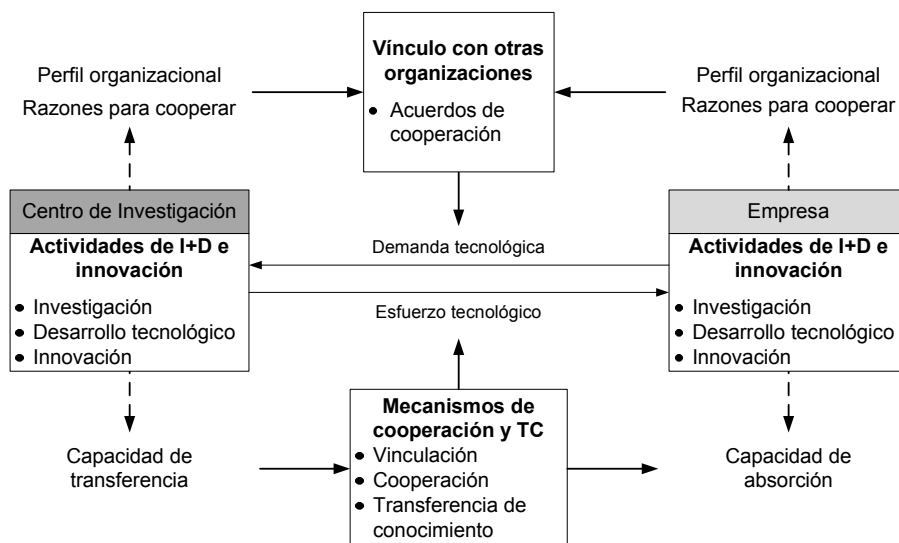 Vínculo con otras
organizaciones
• Acuerdos de
cooperación
Perfil organizacional
Razones para cooperar
Perfil organizacional
Razones para cooperar
Centro de Investigación
Actividades de I+D e
innovación
• Investigación
• Desarrollo tecnológico
• Innovación
Demanda tecnológica
Esfuerzo tecnológico
Empresa
Actividades de I+D e
innovación
• Investigación
• Desarrollo tecnológico
• Innovación
Capacidad de
transferencia
Mecanismos de
cooperación y TC
• Vinculación
• Cooperación
• Transferencia de
conocimiento
Capacidad de
absorción